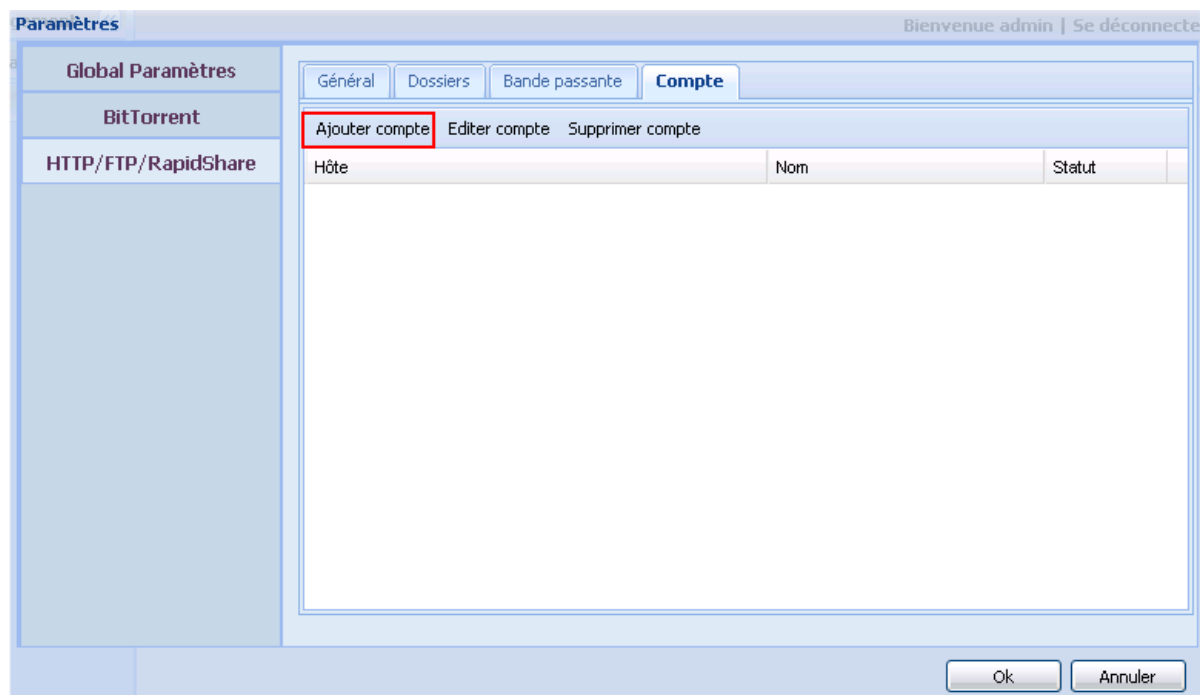 Paramètres
Bienvenue admin | Se déconnecte
Global Paramètres
BitTorrent
HTTP/FTP/RapidShare
Général Dossiers Bande passante Compte
Ajouter compte Editer compte Supprimer compte
Hôte Nom Statut
Ok Annuler